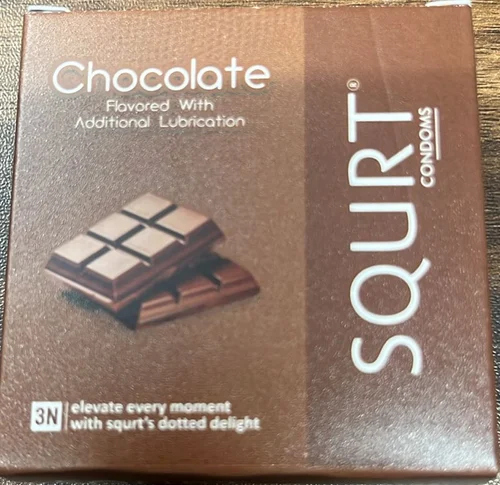 Chocolate
Flavored With
Additional Lubrication
SQURT®
CONDOMS
3N
elevate every moment
with squrt's dotted delight